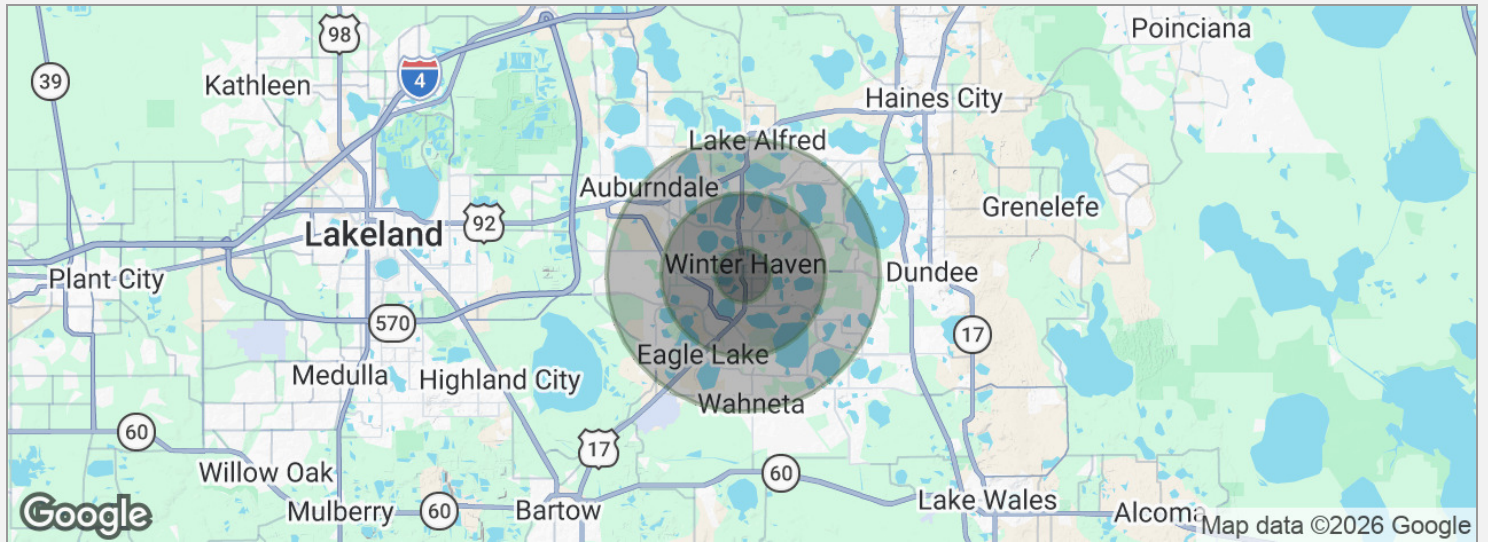 Poinciana
98
4
39
Kathleen
Haines City
Lake Alfred
Auburndale
Grenelefe
92
Lakeland
Winter Haven
Dundee
Plant City
570
17
Eagle Lake
Medulla
Highland City
Wahneta
60
17
60
Willow Oak
Lake Wales
Mulberry
60
Bartow
Alcoma
Google
Map data ©2026 Google